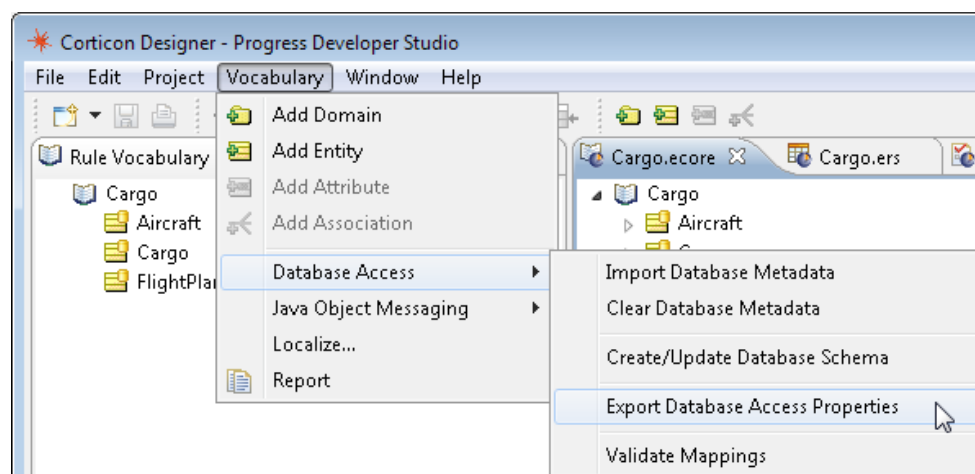 Corticon Designer - Progress Developer Studio
File Edit Project Vocabulary Window Help
Rule Vocabulary
Cargo
Aircraft
Cargo
FlightPla
Add Domain
Add Entity
Add Attribute
Add Association
Database Access
Java Object Messaging
Localize...
Report
Cargo.ecore
Cargo.ers
Cargo
Aircraft
Import Database Metadata
Clear Database Metadata
Create/Update Database Schema
Export Database Access Properties
Validate Mappings